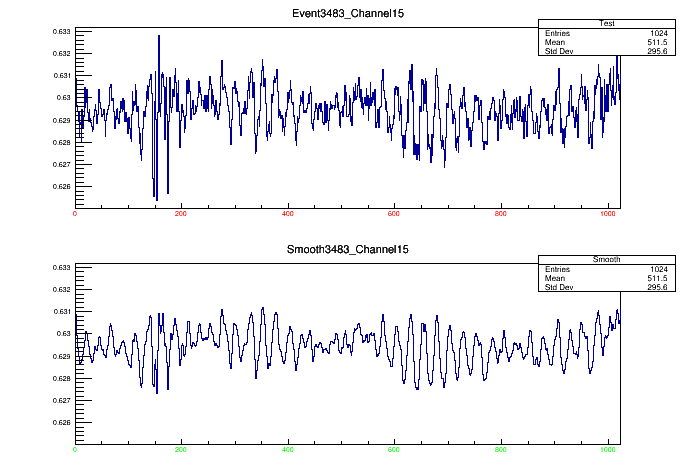 Event3483_Channel15
Test
Entries 1024
Mean 511.5
Std Dev 295.6
0.633
0.632
0.631
0.63
0.629
0.628
0.627
0.626
0 200 400 600 800 1000
Smooth3483_Channel15
Smooth
Entries 1024
Mean 511.5
Std Dev 295.6
0.633
0.632
0.631
0.63
0.629
0.628
0.627
0.626
0 200 400 600 800 1000